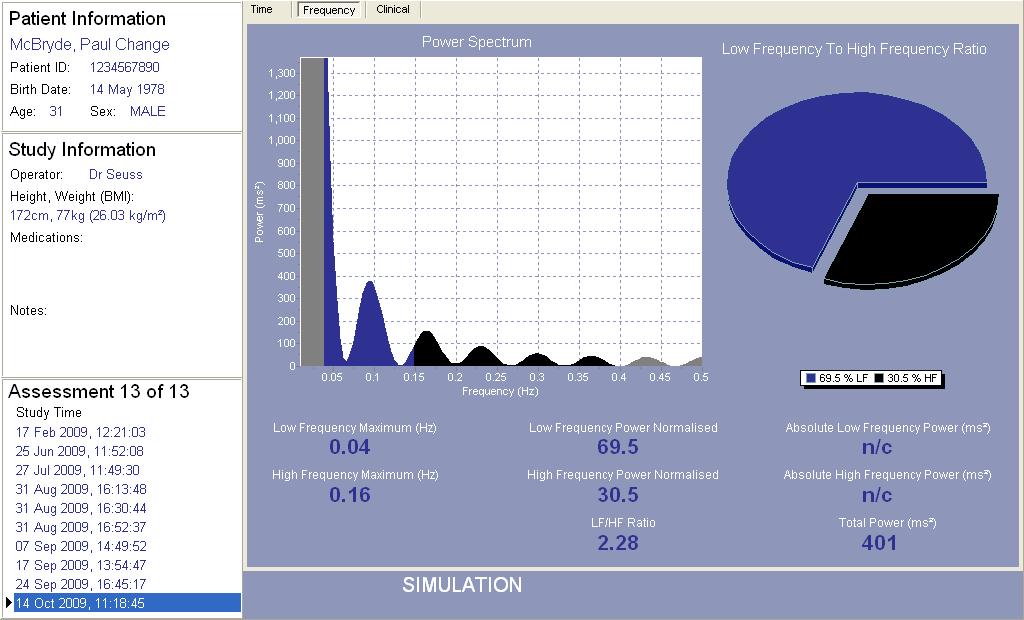 Patient Information
McBryde, Paul Change
Patient ID: 1234567890
Birth Date: 14 May 1978
Age: 31 Sex: MALE
Study Information
Operator: Dr Seuss
Height, Weight (BMI):
172cm, 77kg (26.03 kg/m²)
Medications:
Notes:
Assessment 13 of 13
Study Time
17 Feb 2009, 12:21:03
25 Jun 2009, 11:52:08
27 Jul 2009, 11:49:30
31 Aug 2009, 16:13:48
31 Aug 2009, 16:30:44
31 Aug 2009, 16:52:37
07 Sep 2009, 14:49:52
17 Sep 2009, 13:54:47
24 Sep 2009, 16:45:17
14 Oct 2009, 11:18:45
Time Frequency Clinical
Power Spectrum
Power (ms²)
1,300
1,200
1,100
1,000
900
800
700
600
500
400
300
200
100
0
0.05 0.1 0.15 0.2 0.25 0.3 0.35 0.4 0.45 0.5
Frequency (Hz)
Low Frequency To High Frequency Ratio
69.5 % LF 30.5 % HF
Low Frequency Maximum (Hz)
0.04
Low Frequency Power Normalised
69.5
Absolute Low Frequency Power (ms²)
n/c
High Frequency Maximum (Hz)
0.16
High Frequency Power Normalised
30.5
Absolute High Frequency Power (ms²)
n/c
LF/HF Ratio
2.28
Total Power (ms²)
401
SIMULATION